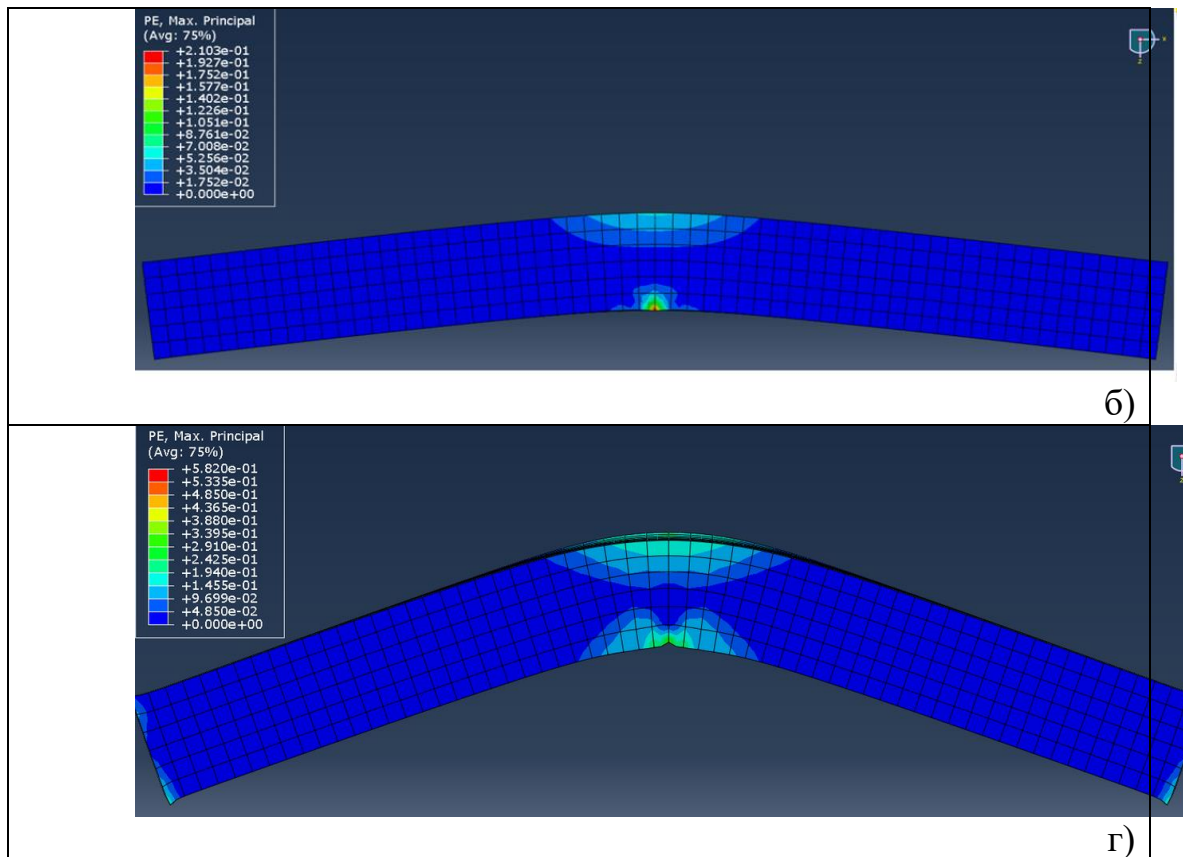 PE, Max. Principal
(Avg: 75%)
+2.103e-01
+1.927e-01
+1.752e-01
+1.577e-01
+1.402e-01
+1.226e-01
+1.051e-01
+8.761e-02
+7.008e-02
+5.256e-02
+3.504e-02
+1.752e-02
+0.000e+00
б)
PE, Max. Principal
(Avg: 75%)
+5.820e-01
+5.335e-01
+4.850e-01
+4.365e-01
+3.880e-01
+3.395e-01
+2.910e-01
+2.425e-01
+1.940e-01
+1.455e-01
+9.699e-02
+4.850e-02
+0.000e+00
г)